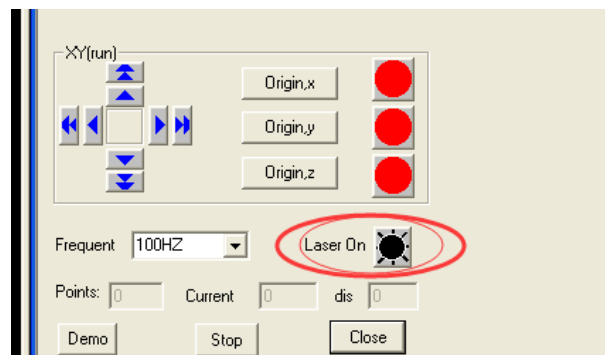 XY(run)
Origin,x
Origin,y
Origin,z
Frequent 100HZ Laser On
Points: 0 Current 0 dis 0
Demo Stop Close